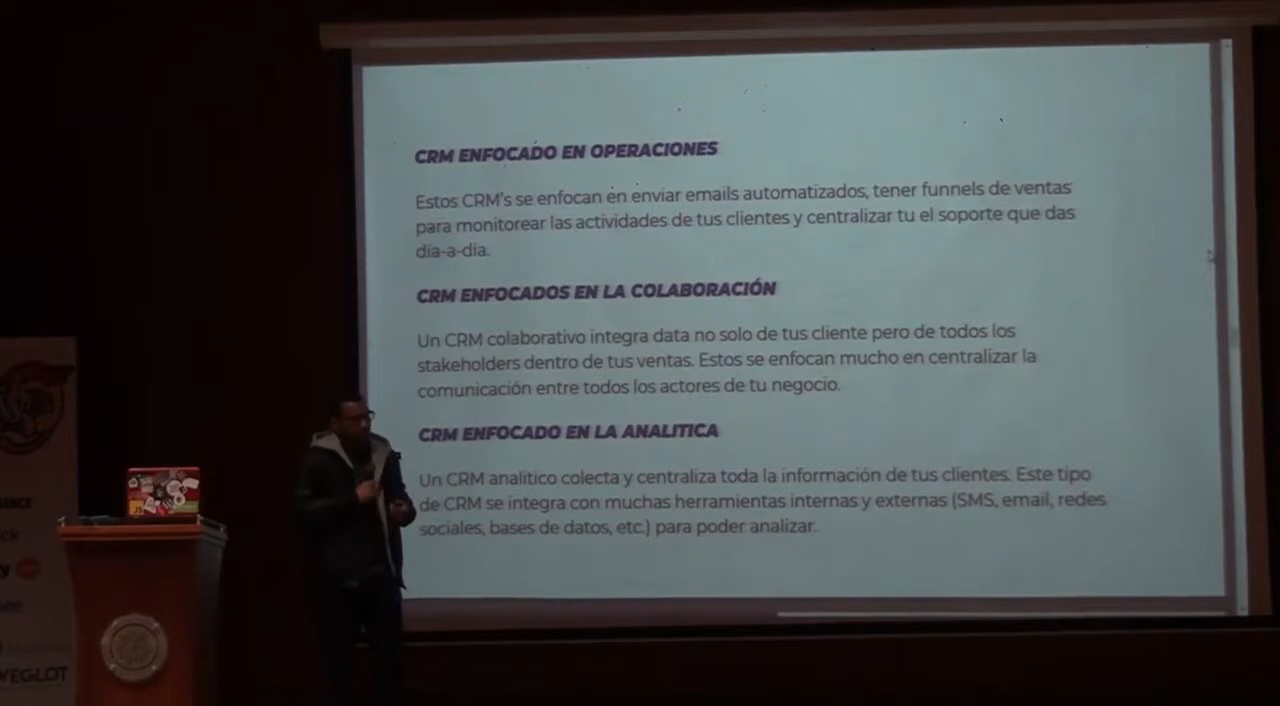 CRM ENFOCADO EN OPERACIONES
Estos CRM's se enfocan en enviar emails automatizados, tener funnels de ventas
para monitorear las actividades de tus clientes y centralizar tu el soporte que das
día-a-día.
CRM ENFOCADOS EN LA COLABORACIÓN
Un CRM colaborativo integra data no solo de tus cliente pero de todos los
stakeholders dentro de tus ventas. Estos se enfocan mucho en centralizar la
comunicación entre todos los actores de tu negocio.
CRM ENFOCADO EN LA ANALITICA
Un CRM analitico colecta y centraliza toda la información de tus clientes. Este tipo
de CRM se integra con muchas herramientas internas y externas (SMS, email, redes
sociales, bases de datos, etc.) para poder analizar.
JS
WEGLOT